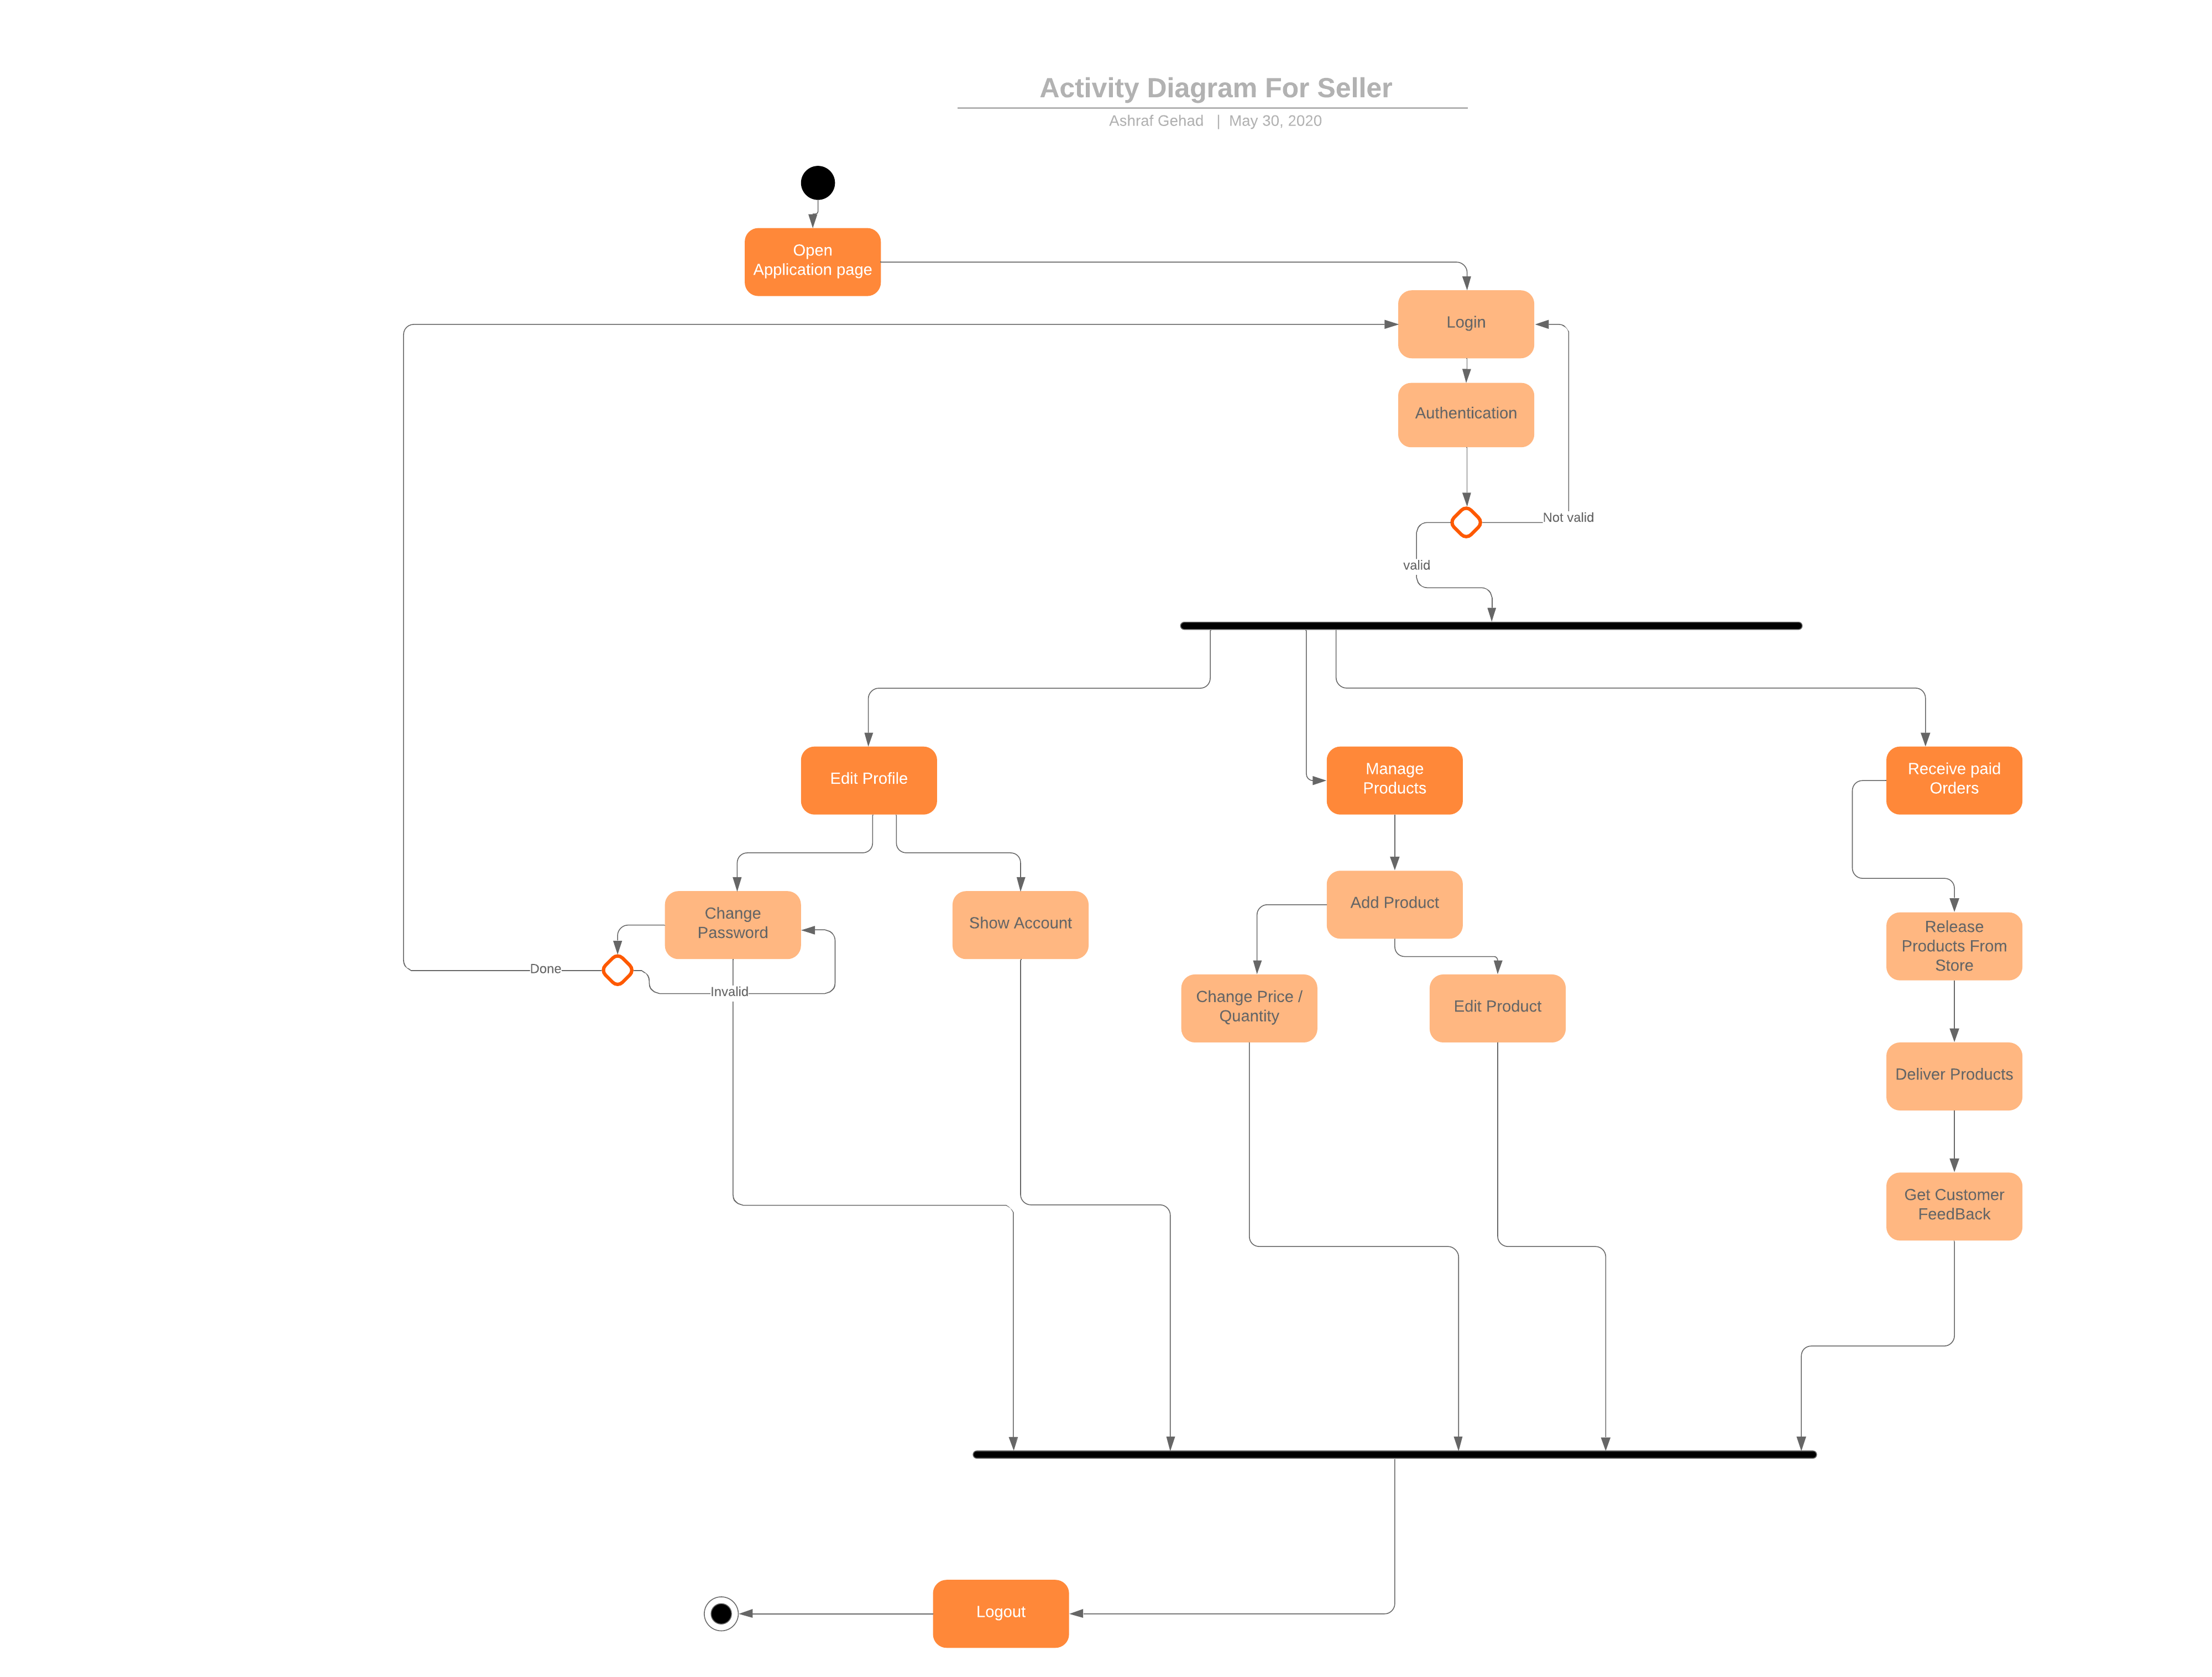 Activity Diagram For Seller
Ashraf Gehad | May 30, 2020
Open
Application page
Login
Authentication
Not valid
valid
Edit Profile
Manage
Products
Receive paid
Orders
Change
Password
Show Account
Add Product
Release
Products From
Store
Done
Invalid
Change Price /
Quantity
Edit Product
Deliver Products
Get Customer
FeedBack
Logout